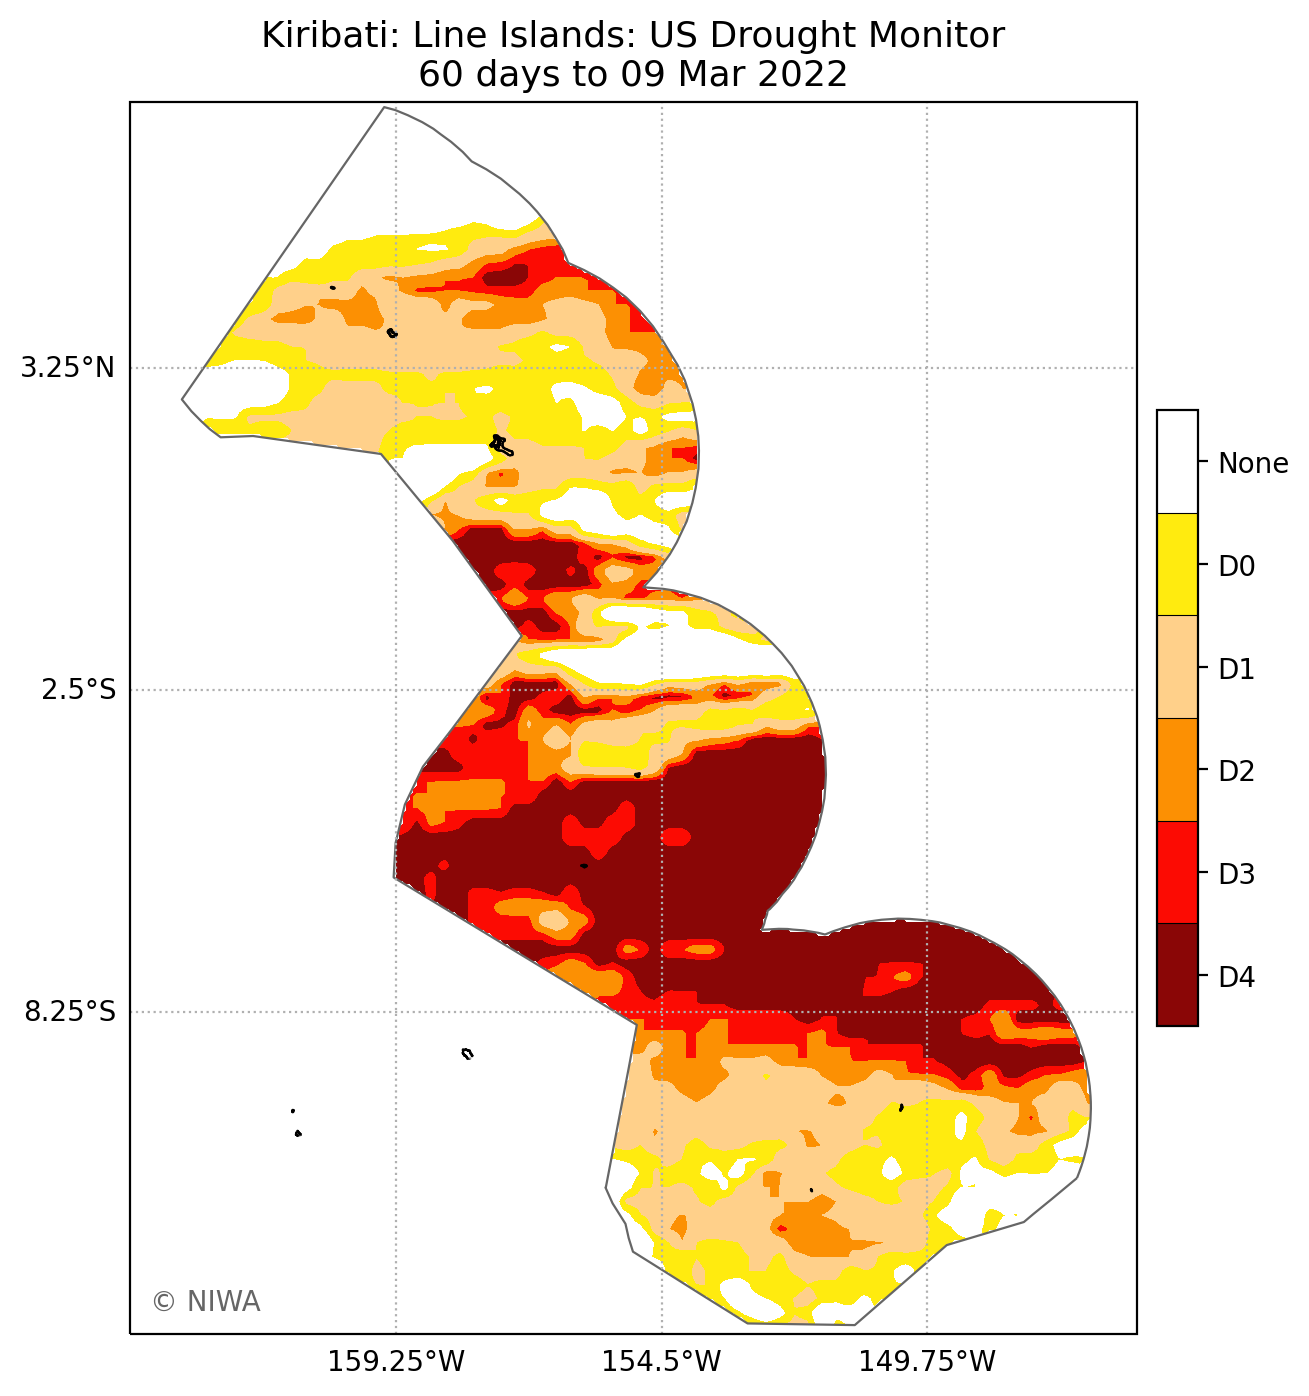 Kiribati: Line Islands: US Drought Monitor
60 days to 09 Mar 2022
3.25°N
2.5°S
8.25°S
159.25°W
154.5°W
149.75°W
None
D0
D1
D2
D3
D4
© NIWA